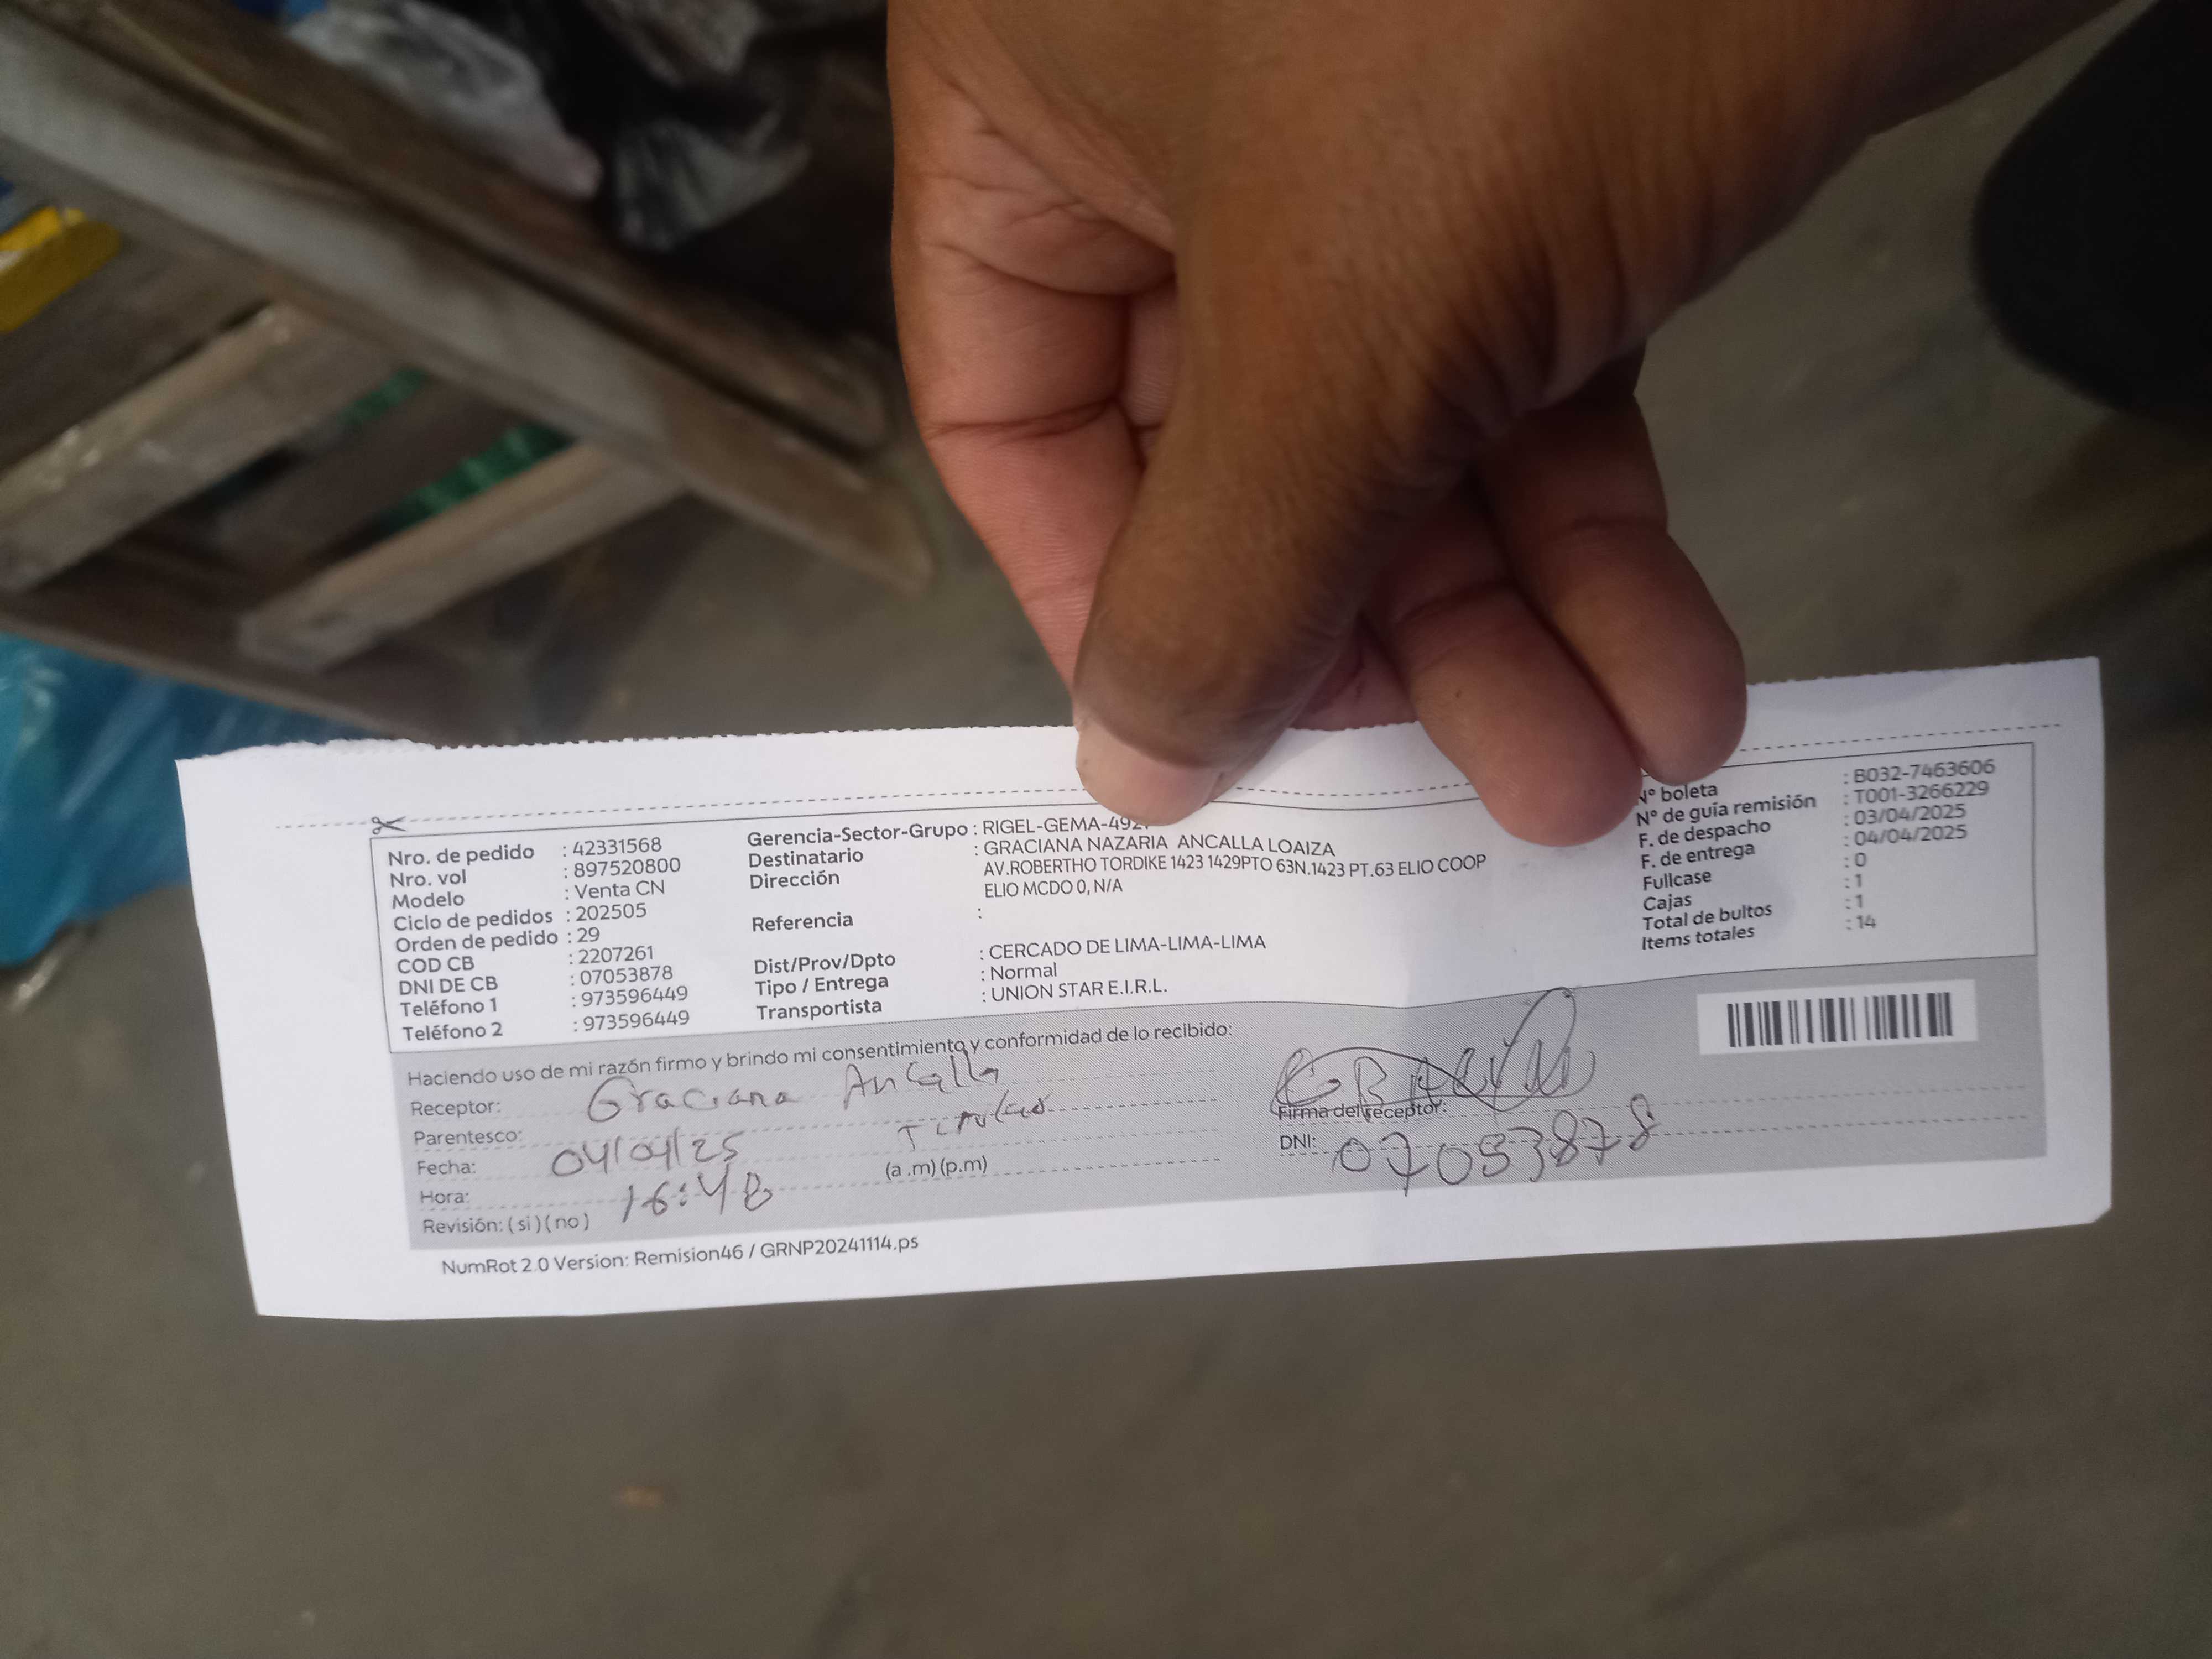 Nro. de pedido : 42331568
Nro. vol : 897520800
Modelo : Venta CN
Ciclo de pedidos : 202505
Orden de pedido : 29
COD CB : 2207261
DNI DE CB : 07053878
Teléfono 1 : 973596449
Teléfono 2 : 973596449
Gerencia-Sector-Grupo : RIGEL-GEMA-492
Destinatario : GRACIANA NAZARIA ANCALLA LOAIZA
Dirección AV.ROBERTHO TORDIKE 1423 1429PTO 63N.1423 PT.63 ELIO COOP
ELIO MCDO 0, N/A
Referencia :
Dist/Prov/Dpto : CERCADO DE LIMA-LIMA-LIMA
Tipo / Entrega : Normal
Transportista : UNION STAR E.I.R.L.
N° boleta : B032-7463606
N° de guía remisión : T001-3266229
F. de despacho : 03/04/2025
F. de entrega : 04/04/2025
Fullcase : 0
Cajas : 1
Total de bultos : 1
Items totales : 14
Haciendo uso de mi razón firmo y brindo mi consentimiento y conformidad de lo recibido:
Receptor: Graciana Ancalla
Parentesco: Titular
Fecha: 04/04/25
Hora: 16:48 (a .m) (p.m)
Revisión: ( si ) ( no )
Firma del receptor:
DNI: 07053878
NumRot 2.0 Version: Remision46 / GRNP20241114.ps